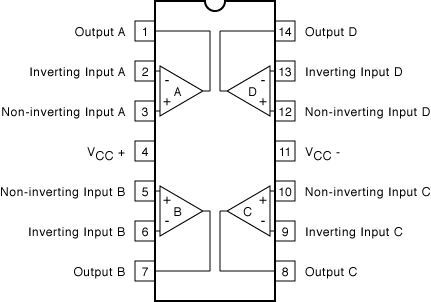 Output A 1 14 Output D
Inverting Input A 2 13 Inverting Input D
- A + - D +
Non-inverting Input A 3 12 Non-inverting Input D
VCC + 4 11 VCC -
Non-inverting Input B 5 10 Non-inverting Input C
+ B - + C -
Inverting Input B 6 9 Inverting Input C
Output B 7 8 Output C